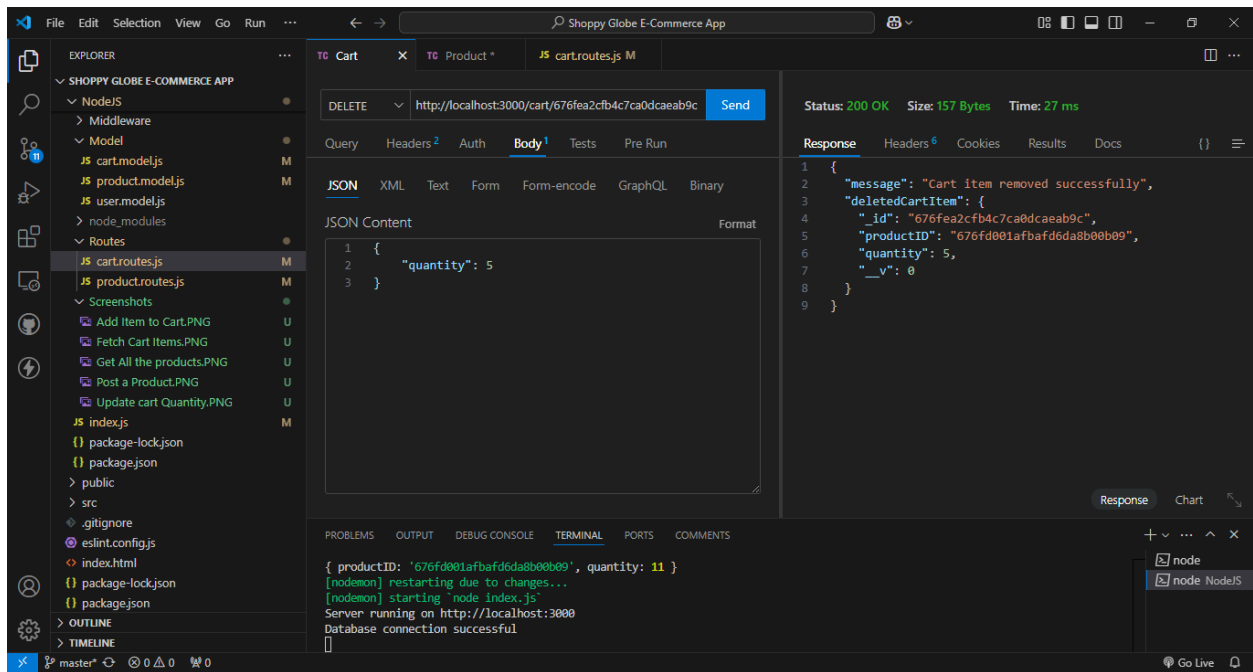 File Edit Selection View Go Run ...
Shoppy Globe E-Commerce App
EXPLORER ...
SHOPPY GLOBE E-COMMERCE APP
NodeJS
Middleware
Model
JS cart.model.js M
JS product.model.js M
JS user.model.js
node_modules
Routes
JS cart.routes.js M
JS product.routes.js M
Screenshots
Add Item to Cart.PNG U
Fetch Cart Items.PNG U
Get All the products.PNG U
Post a Product.PNG U
Update cart Quantity.PNG U
JS index.js M
{} package-lock.json
{} package.json
public
src
.gitignore
eslint.config.js
index.html
{} package-lock.json
{} package.json
OUTLINE
TIMELINE
11
TC Cart TC Product * JS cart.routes.js M
DELETE http://localhost:3000/cart/676fea2cfb4c7ca0dcaeab9c Send
Query Headers 2 Auth Body 1 Tests Pre Run
JSON XML Text Form Form-encode GraphQL Binary
JSON Content Format
1 {
2 "quantity": 5
3 }
Status: 200 OK Size: 157 Bytes Time: 27 ms
Response Headers 6 Cookies Results Docs {}
1 {
2 "message": "Cart item removed successfully",
3 "deletedCartItem": {
4 "_id": "676fea2cfb4c7ca0dcaeab9c",
5 "productID": "676fd001afbafd6da8b00b09",
6 "quantity": 5,
7 "__v": 0
8 }
9 }
Response Chart
PROBLEMS OUTPUT DEBUG CONSOLE TERMINAL PORTS COMMENTS
{ productID: '676fd001afbafd6da8b00b09', quantity: 11 }
[nodemon] restarting due to changes...
[nodemon] starting `node index.js`
Server running on http://localhost:3000
Database connection successful
node
node NodeJS
master* 0 0 0 Go Live